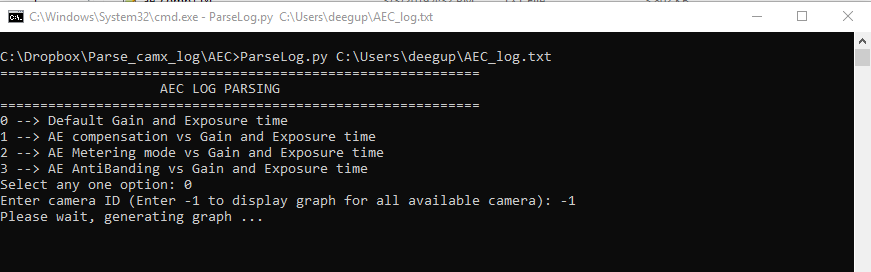 C:\Windows\System32\cmd.exe - ParseLog.py C:\Users\deegup\AEC_log.txt
C:\Dropbox\Parse_camx_log\AEC>ParseLog.py C:\Users\deegup\AEC_log.txt
============================================================
AEC LOG PARSING
============================================================
0 --> Default Gain and Exposure time
1 --> AE compensation vs Gain and Exposure time
2 --> AE Metering mode vs Gain and Exposure time
3 --> AE AntiBanding vs Gain and Exposure time
Select any one option: 0
Enter camera ID (Enter -1 to display graph for all available camera): -1
Please wait, generating graph ...